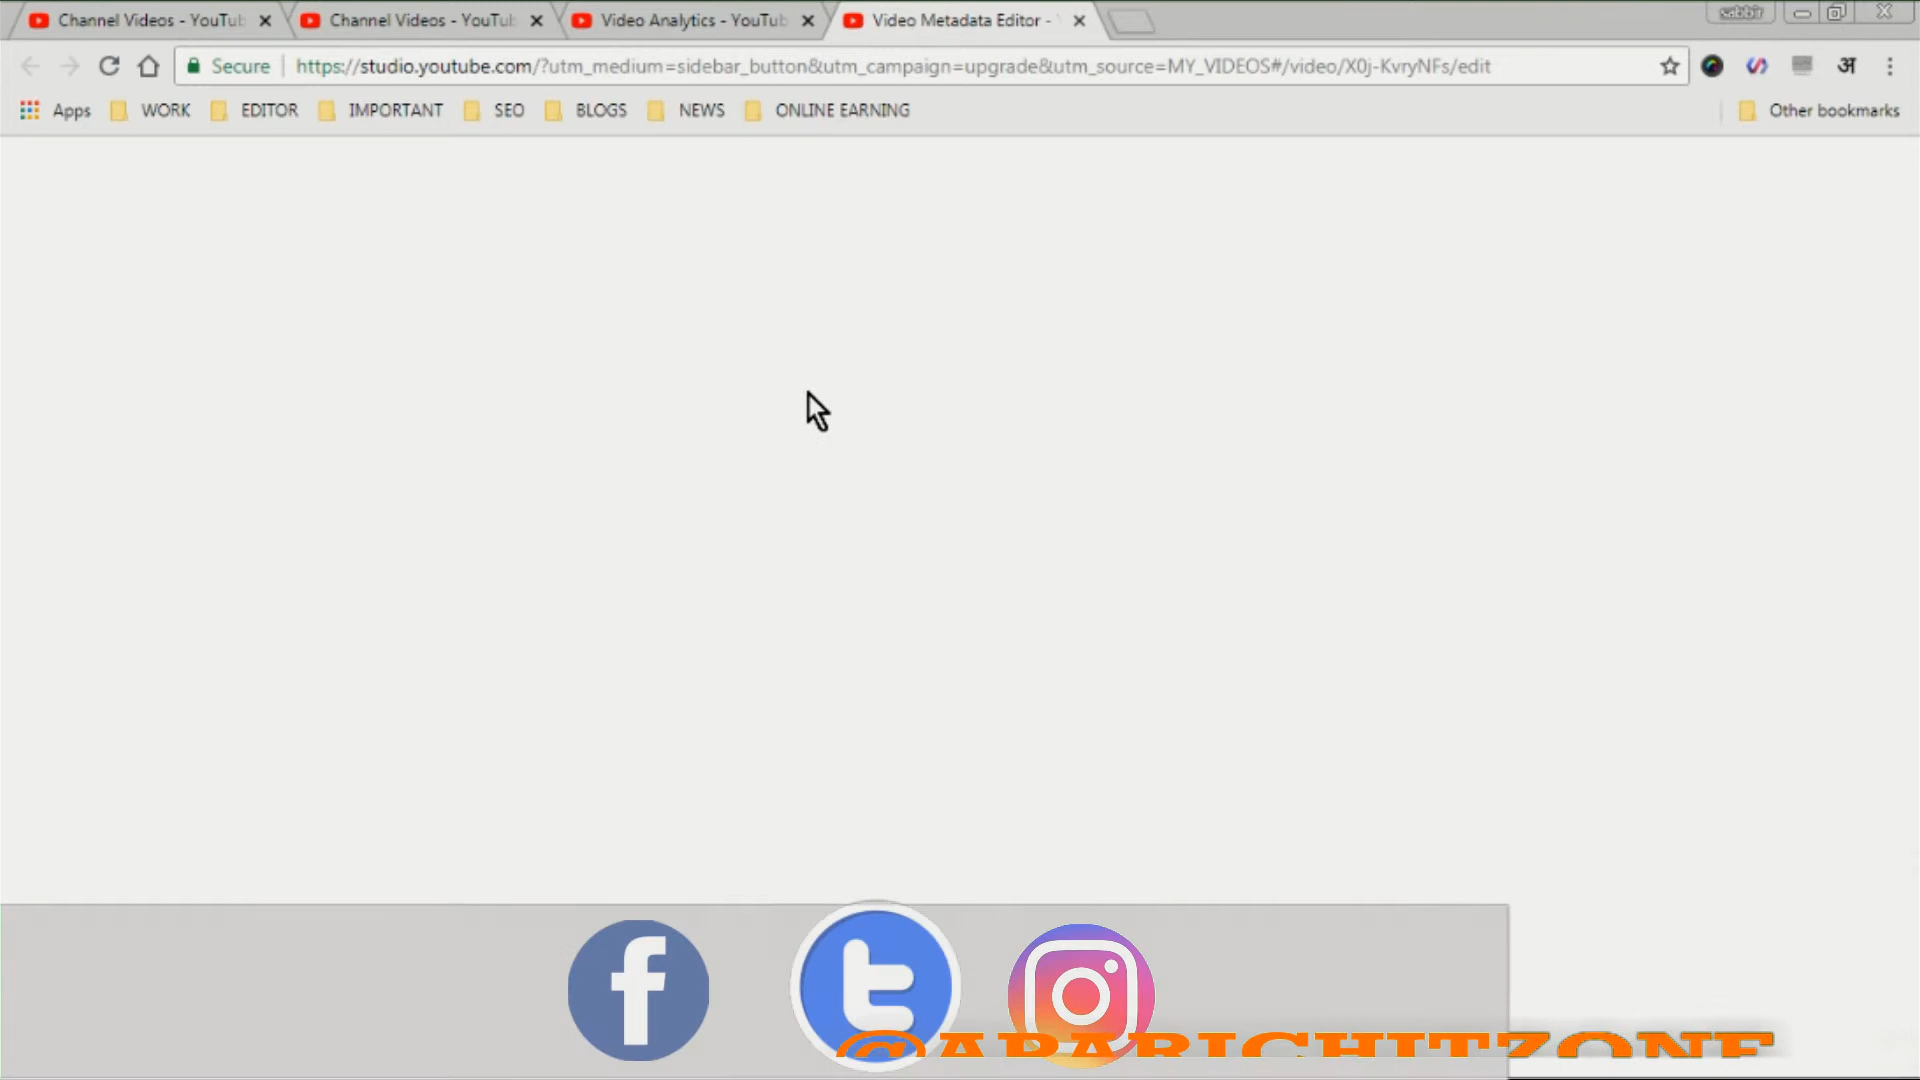 Channel Videos - YouTub
Channel Videos - YouTub
Video Analytics - YouTub
Video Metadata Editor -
sabbir
Secure
https://studio.youtube.com/?utm_medium=sidebar_button&utm_campaign=upgrade&utm_source=MY_VIDEOS#/video/X0j-KvryNFs/edit
अ
Apps
WORK
EDITOR
IMPORTANT
SEO
BLOGS
NEWS
ONLINE EARNING
Other bookmarks
@APARICHITZONE